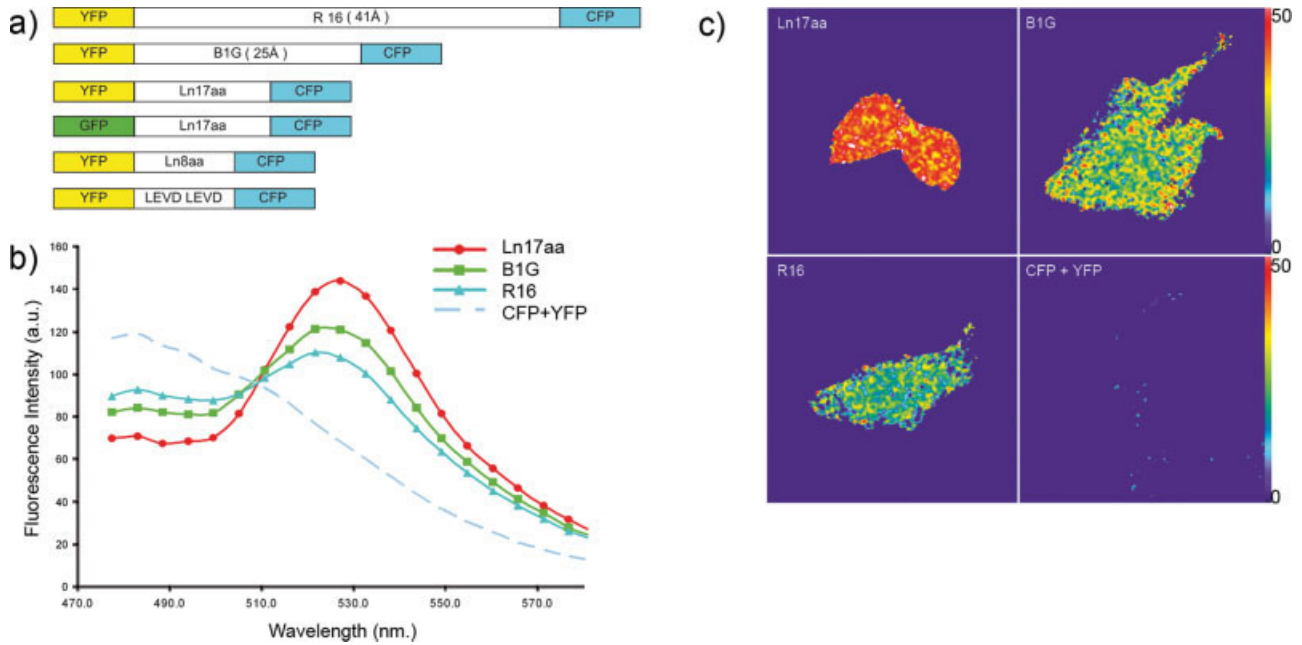 a)
YFP R 16 ( 41Å) CFP
YFP B1G ( 25Å) CFP
YFP Ln17aa CFP
GFP Ln17aa CFP
YFP Ln8aa CFP
YFP LEVD LEVD CFP
b)
160
140
120
100
80
60
40
20
0
Fluorescence Intensity (a.u.)
470.0 490.0 510.0 530.0 550.0 570.0
Wavelength (nm.)
Ln17aa
B1G
R16
CFP+YFP
c)
Ln17aa B1G
50
0
R16 CFP + YFP
50
0